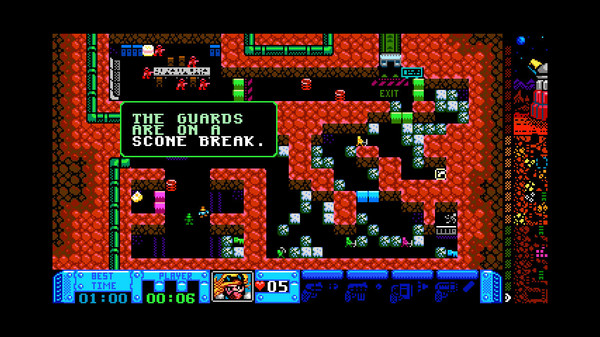 EXIT
THE GUARDS
ARE ON A
SCONE BREAK.
BEST
TIME
01:00
PLAYER
00:06
05